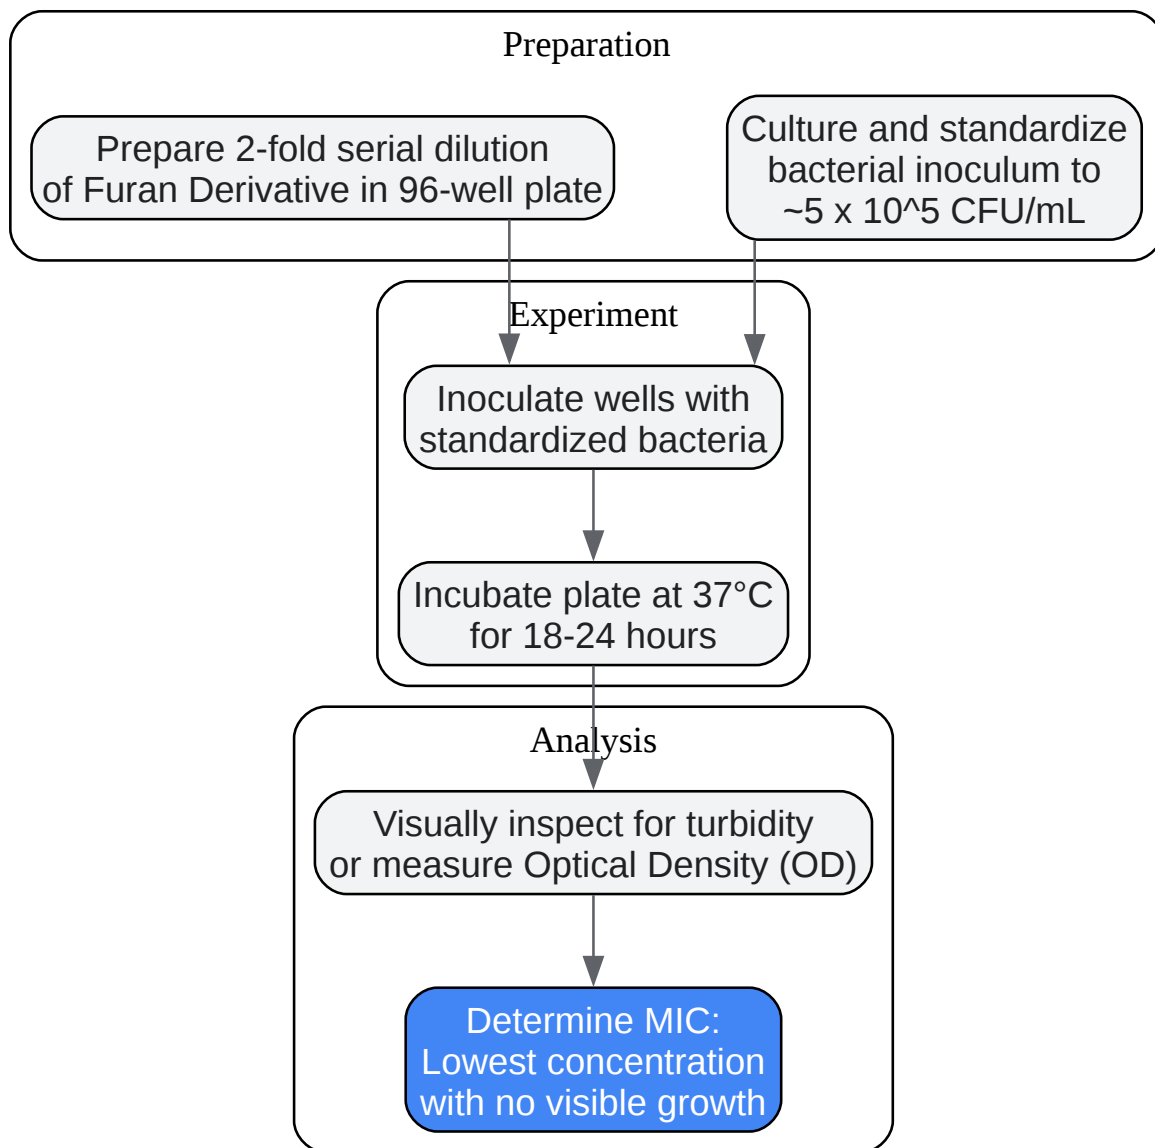 Preparation
Prepare 2-fold serial dilution
of Furan Derivative in 96-well plate
Culture and standardize
bacterial inoculum to
~5 x 10^5 CFU/mL
Experiment
Inoculate wells with
standardized bacteria
Incubate plate at 37°C
for 18-24 hours
Analysis
Visually inspect for turbidity
or measure Optical Density (OD)
Determine MIC:
Lowest concentration
with no visible growth